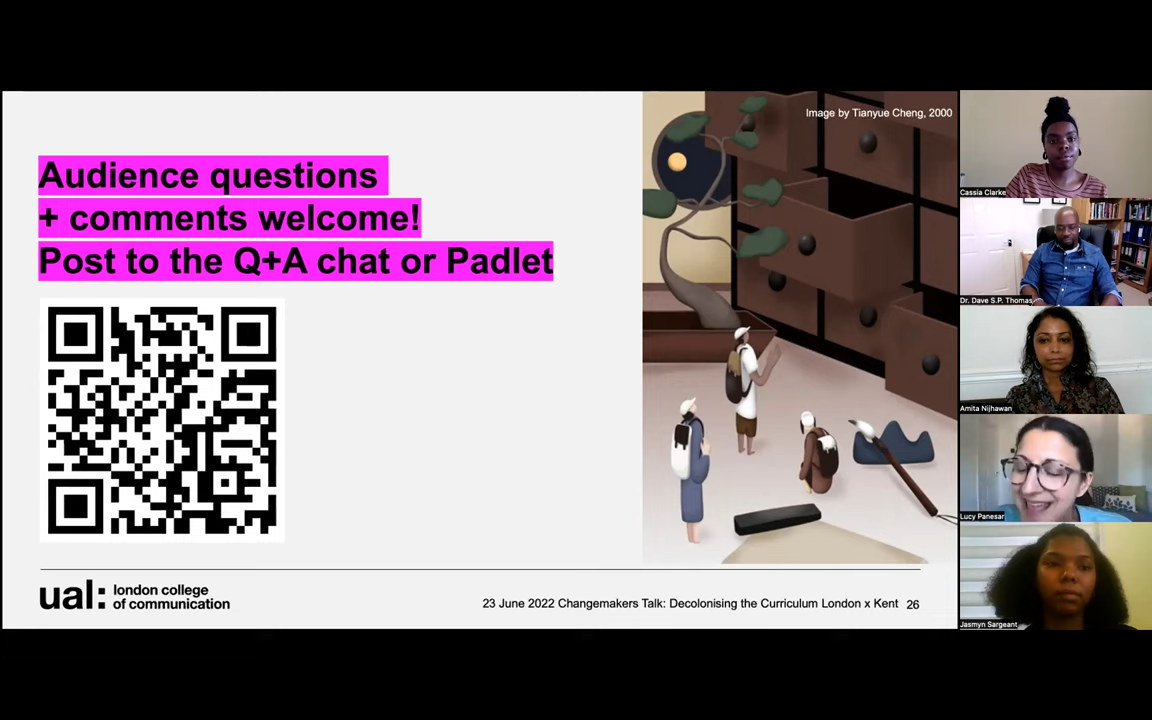 Image by Tianyue Cheng, 2000
Audience questions
+ comments welcome!
Post to the Q+A chat or Padlet
ual: london college
of communication
23 June 2022 Changemakers Talk: Decolonising the Curriculum London x Kent 26
Cassia Clarke
Dr. Dave S.P. Thomas
Amita Nijhawan
Lucy Panesar
Jasmyn Sargeant